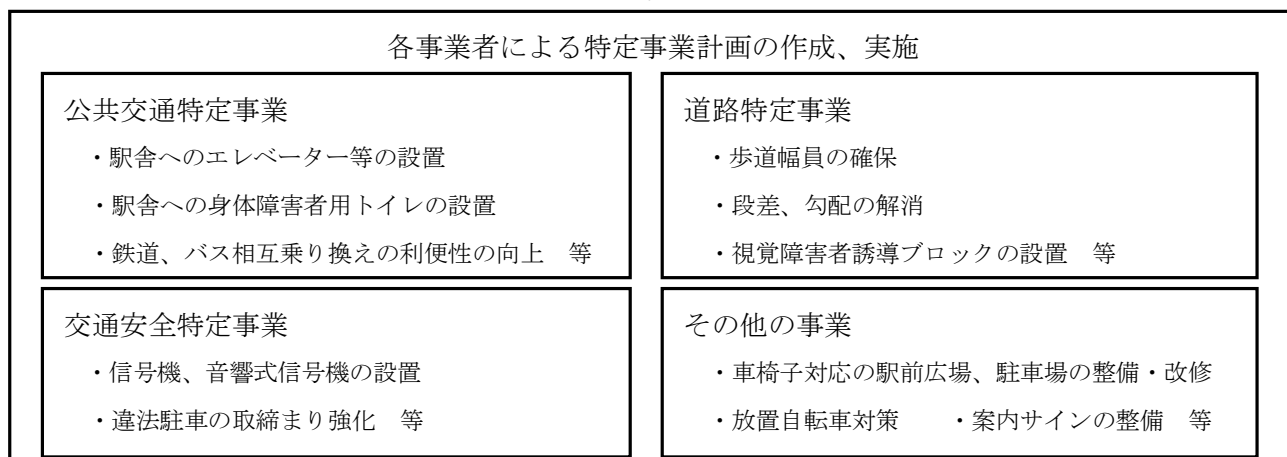 各事業者による特定事業計画の作成、実施
公共交通特定事業
・駅舎へのエレベーター等の設置
・駅舎への身体障害者用トイレの設置
・鉄道、バス相互乗り換えの利便性の向上　等
道路特定事業
・歩道幅員の確保
・段差、勾配の解消
・視覚障害者誘導ブロックの設置　等
交通安全特定事業
・信号機、音響式信号機の設置
・違法駐車の取締まり強化　等
その他の事業
・車椅子対応の駅前広場、駐車場の整備・改修
・放置自転車対策　　・案内サインの整備　等